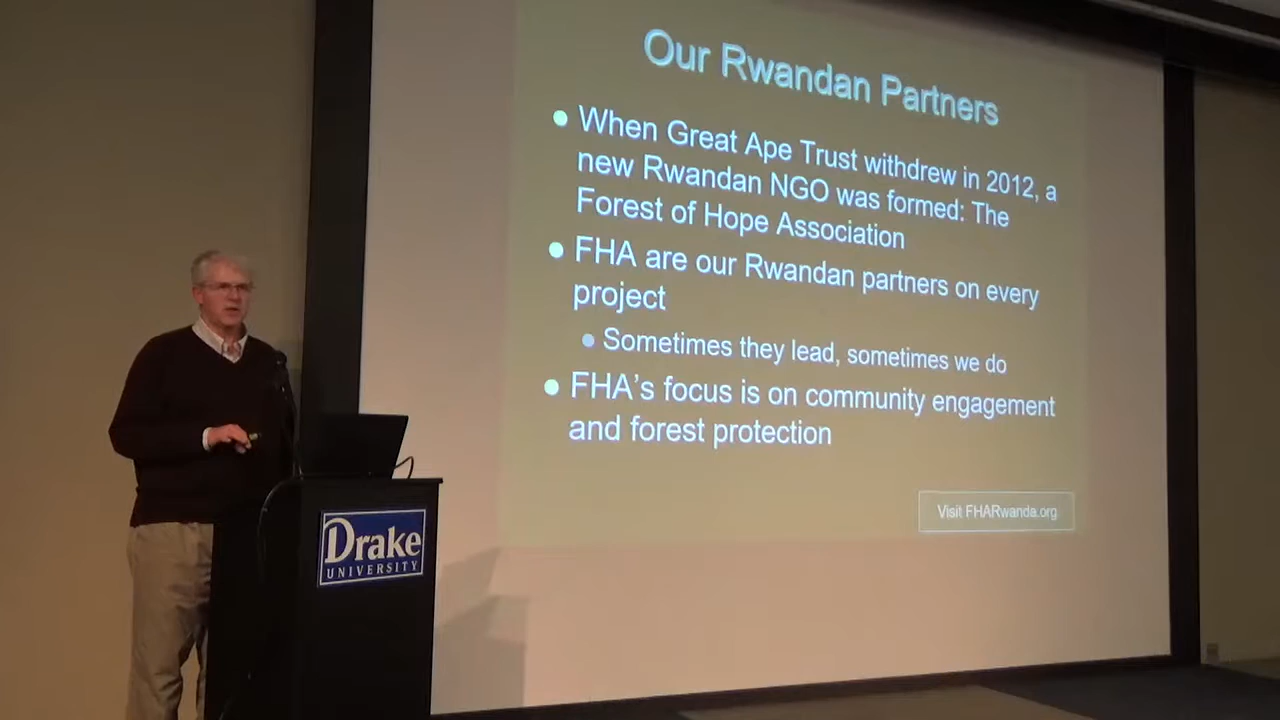 Our Rwandan Partners
• When Great Ape Trust withdrew in 2012, a
new Rwandan NGO was formed: The
Forest of Hope Association
• FHA are our Rwandan partners on every
project
• Sometimes they lead, sometimes we do
• FHA's focus is on community engagement
and forest protection
Visit FHARwanda.org
Drake
UNIVERSITY